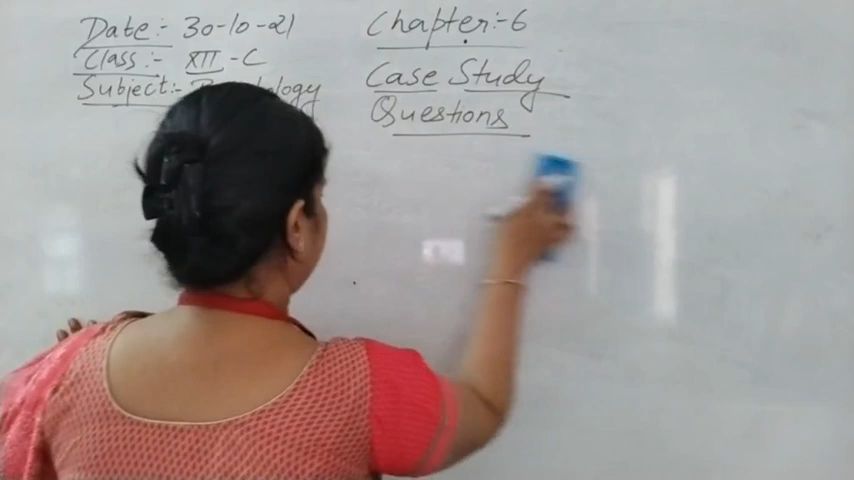 Date:- 30-10-21
Class:- XII-C
Subject:-
Chapter:-6
Case Study
Questions